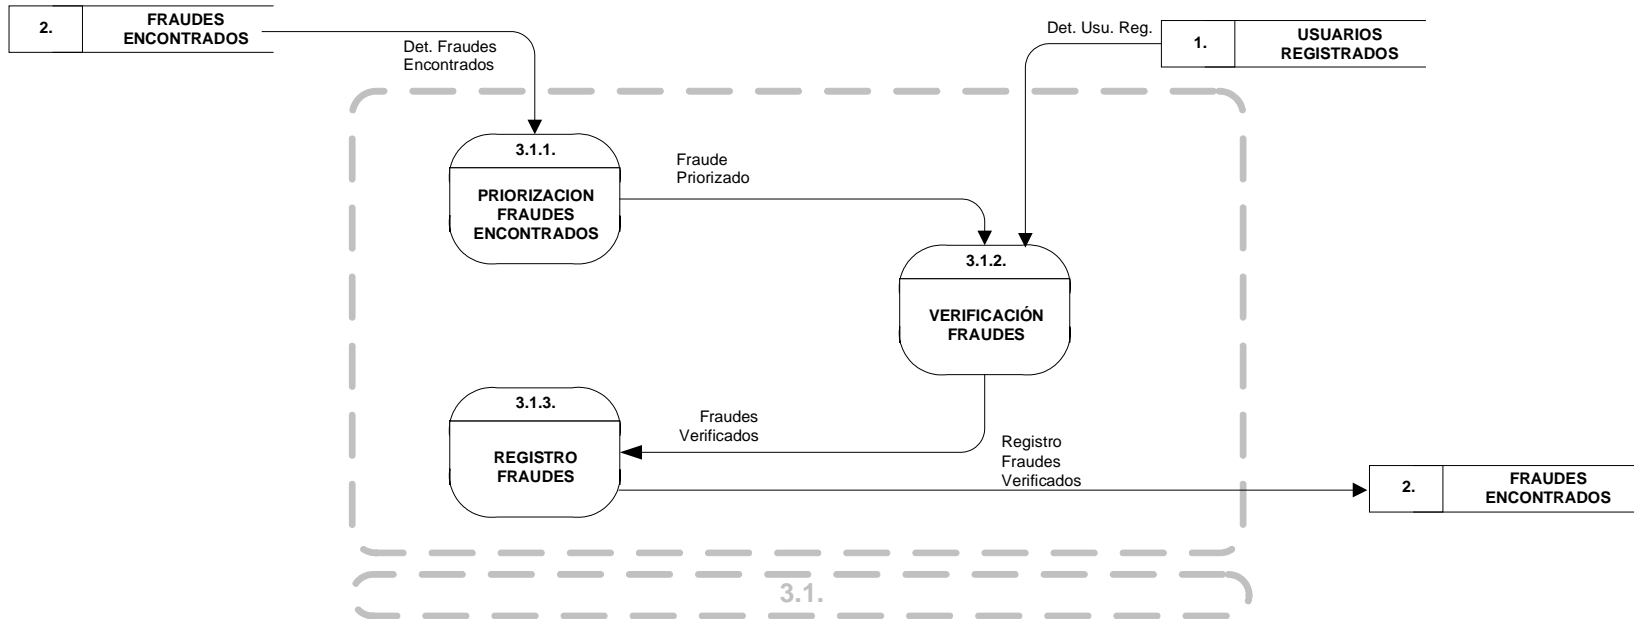 2.
FRAUDES
ENCONTRADOS
Det. Fraudes
Encontrados
Det. Usu. Reg.
1.
USUARIOS
REGISTRADOS
3.1.1.
PRIORIZACION
FRAUDES
ENCONTRADOS
Fraude
Priorizado
3.1.2.
VERIFICACIÓN
FRAUDES
3.1.3.
REGISTRO
FRAUDES
Fraudes
Verificados
Registro
Fraudes
Verificados
2.
FRAUDES
ENCONTRADOS
3.1.